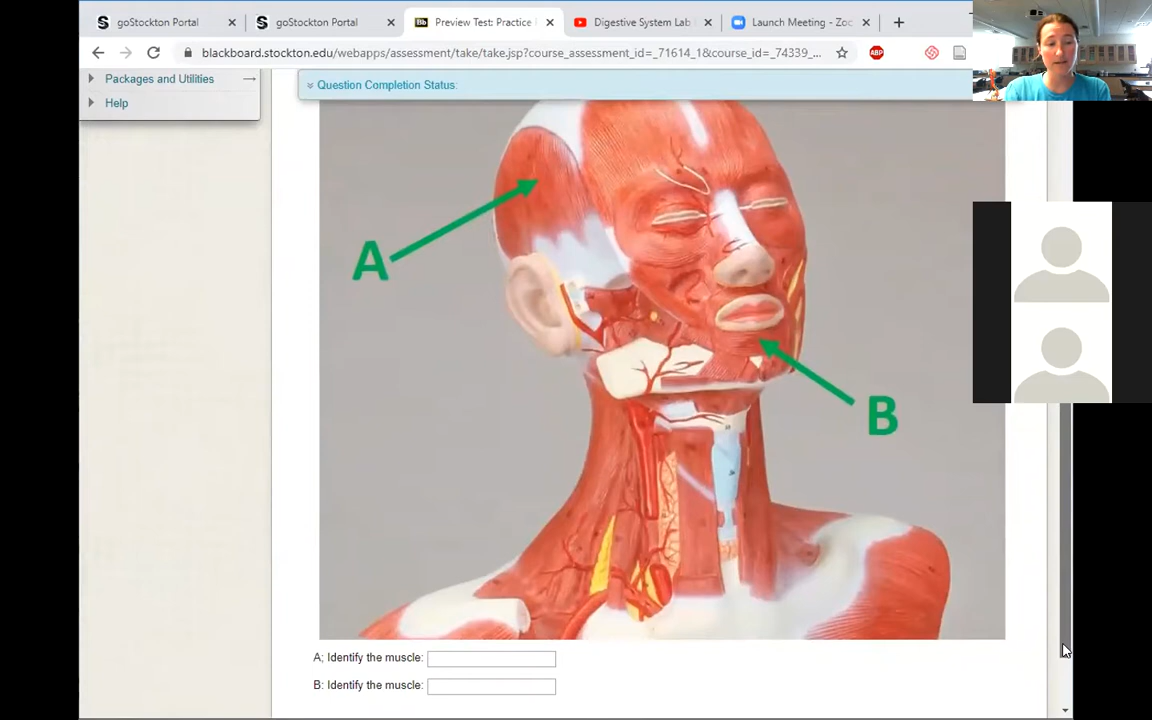 goStockton Portal
goStockton Portal
Bb Preview Test: Practice
Digestive System Lab
Launch Meeting - Zoo
blackboard.stockton.edu/webapps/assessment/take/take.jsp?course_assessment_id=_71614_1&course_id=_74339_...
ABP
Packages and Utilities
Help
Question Completion Status:
A
B
A; Identify the muscle:
B: Identify the muscle: